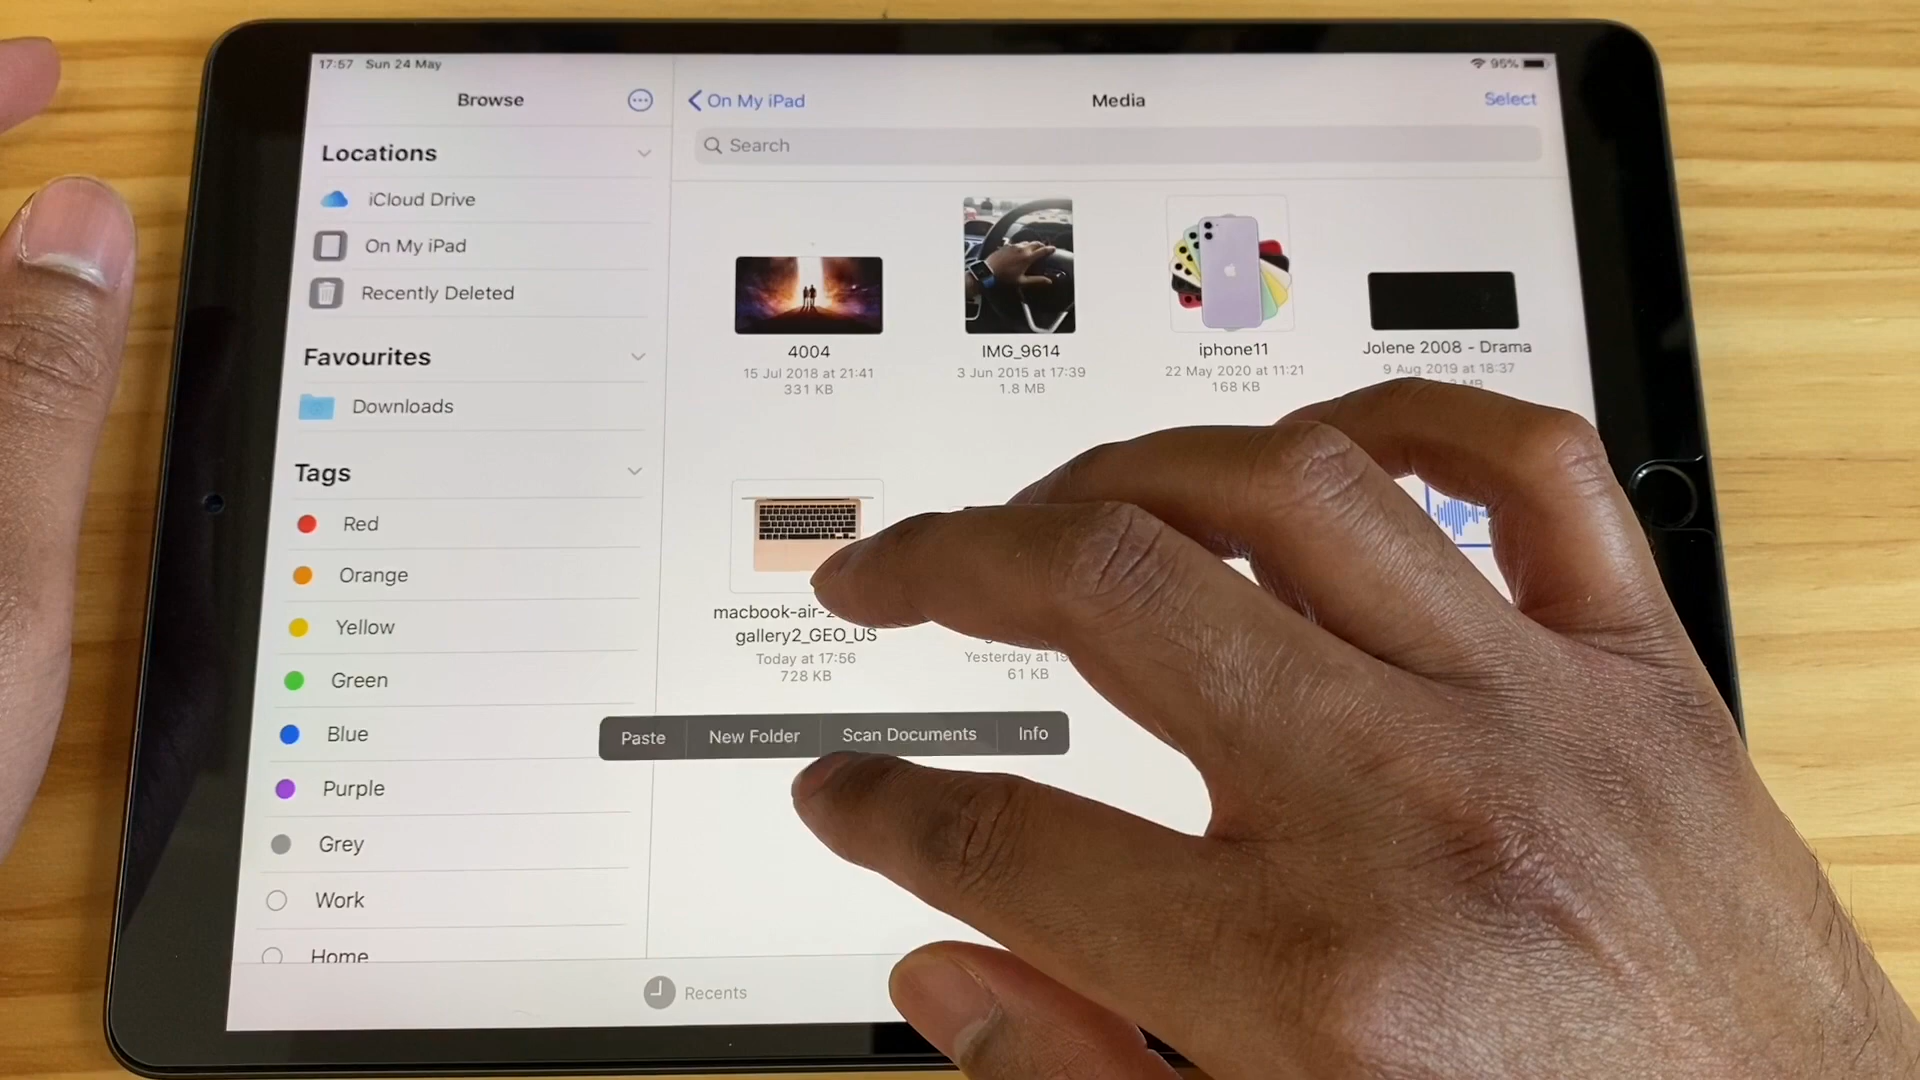 17:57 Sun 24 May
95%
Browse
On My iPad
Media
Select
Search
Locations
iCloud Drive
On My iPad
Recently Deleted
Favourites
Downloads
Tags
Red
Orange
Yellow
Green
Blue
Purple
Grey
Work
Home
4004
15 Jul 2018 at 21:41
331 KB
IMG_9614
3 Jun 2015 at 17:39
1.8 MB
iphone11
22 May 2020 at 11:21
168 KB
Jolene 2008 - Drama
9 Aug 2019 at 18:37
MB
macbook-air-
gallery2_GEO_US
Today at 17:56
728 KB
Yesterday at
61 KB
Paste
New Folder
Scan Documents
Info
Recents